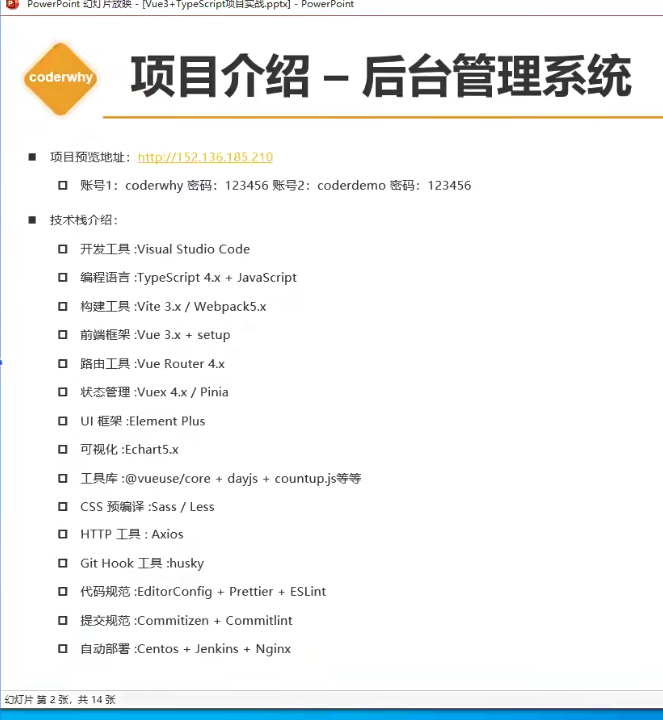 PowerPoint 幻灯片放映 - [Vue3+TypeScript项目实战.pptx] - PowerPoint
coderwhy
项目介绍 – 后台管理系统
项目预览地址：http://152.136.185.210
账号1：coderwhy 密码：123456 账号2：coderdemo 密码：123456
技术栈介绍：
开发工具 :Visual Studio Code
编程语言 :TypeScript 4.x + JavaScript
构建工具 :Vite 3.x / Webpack5.x
前端框架 :Vue 3.x + setup
路由工具 :Vue Router 4.x
状态管理 :Vuex 4.x / Pinia
UI 框架 :Element Plus
可视化 :Echart5.x
工具库 :@vueuse/core + dayjs + countup.js等等
CSS 预编译 :Sass / Less
HTTP 工具 : Axios
Git Hook 工具 :husky
代码规范 :EditorConfig + Prettier + ESLint
提交规范 :Commitizen + Commitlint
自动部署 :Centos + Jenkins + Nginx
幻灯片 第 2 张，共 14 张